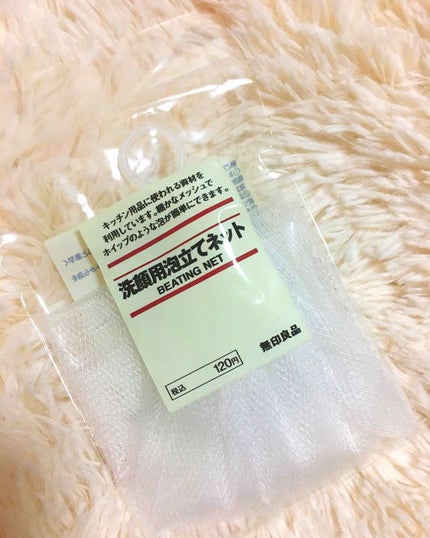 キッチン用品に使われる資材を
利用しています。細かなメッシュで
ホイップのような泡が簡単にできます。
洗顔用泡立てネット
BEATING NET
無印良品
税込 120円